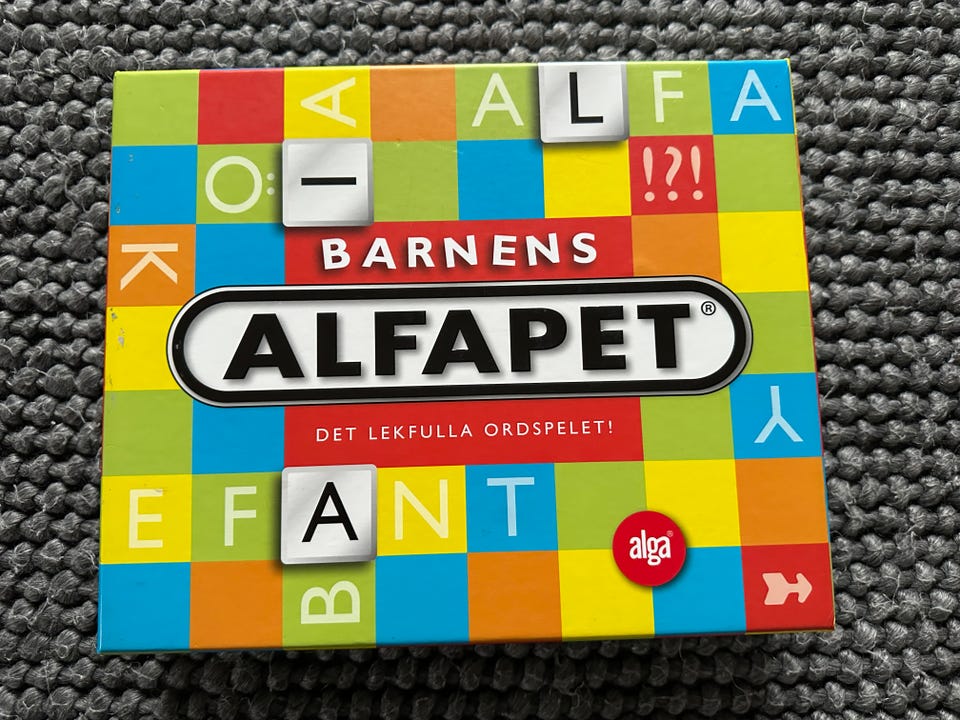 A A L F A
Ö I !?!
K
BARNENS
ALFAPET®
DET LEKFULLA ORDSPELET!
Y
E F A N T
alga®
B